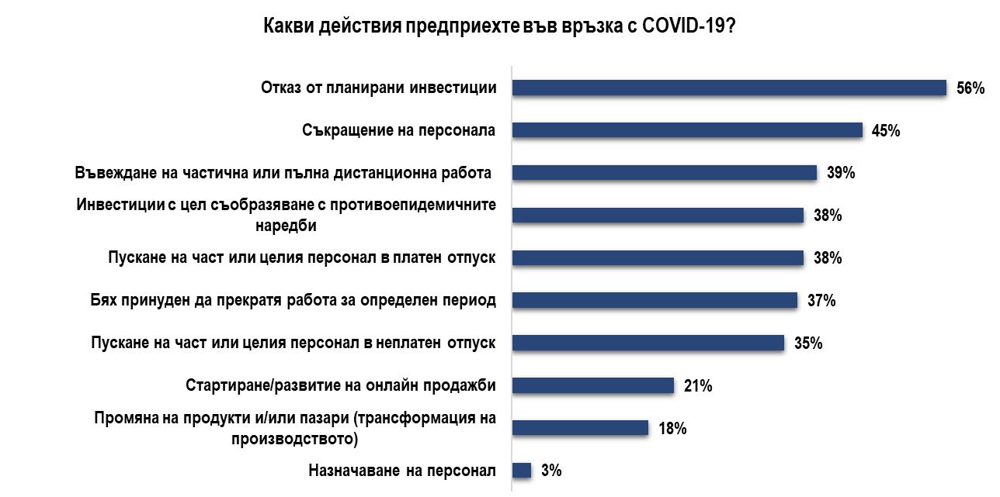 Какви действия предприехте във връзка с COVID-19?
Отказ от планирани инвестиции
56%
Съкращение на персонала
45%
Въвеждане на частична или пълна дистанционна работа
39%
Инвестиции с цел съобразяване с противоепидемичните
наредби
38%
Пускане на част или целия персонал в платен отпуск
38%
Бях принуден да прекратя работа за определен период
37%
Пускане на част или целия персонал в неплатен отпуск
35%
Стартиране/развитие на онлайн продажби
21%
Промяна на продукти и/или пазари (трансформация на
производството)
18%
Назначаване на персонал
3%